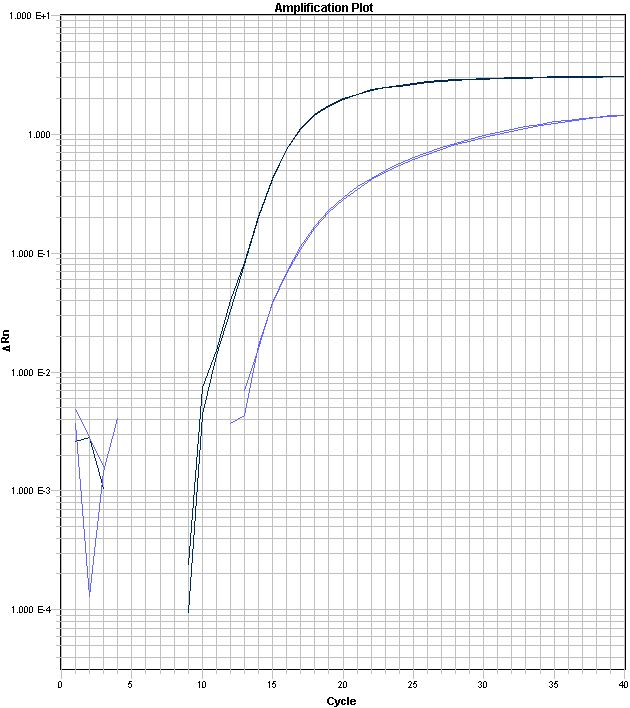 Amplification Plot
1.000 E+1
1.000
1.000 E-1
1.000 E-2
1.000 E-3
1.000 E-4
Δ Rn
0 5 10 15 20 25 30 35 40
Cycle